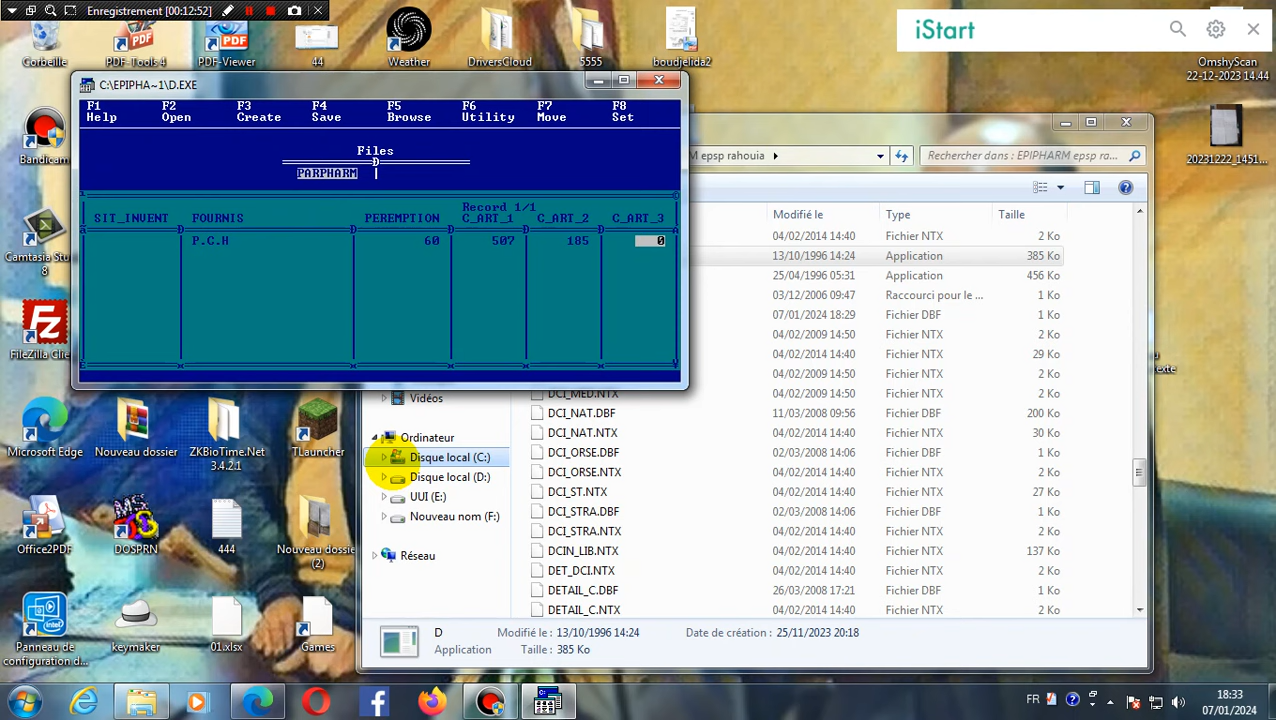 Enregistrement (00:12:52)
iStart
Corbeille
PDF-Tools 4
PDF-Viewer
44
Weather
DriversCloud
5555
boudjelida2
OmshyScan
22-12-2023 14.44
20231222_1451...
C:\EPIPHA~1\D.EXE
F1 F2 F3 F4 F5 F6 F7 F8
Help Open Create Save Browse Utility Move Set
Files
PARPHARM
Record 1/1
SIT_INVENT FOURNIS PEREMPTION C_ART_1 C_ART_2 C_ART_3
P.C.H 60 507 185 0
M epsp rahouia
Rechercher dans : EPIPHARM epsp ra...
Modifié le Type Taille
04/02/2014 14:40 Fichier NTX 2 Ko
13/10/1996 14:24 Application 385 Ko
25/04/1996 05:31 Application 456 Ko
03/12/2006 09:47 Raccourci pour le ... 1 Ko
07/01/2024 18:29 Fichier DBF 1 Ko
04/02/2009 14:50 Fichier NTX 2 Ko
04/02/2014 14:40 Fichier NTX 29 Ko
04/02/2009 14:50 Fichier NTX 2 Ko
DCI_MED.NTX 04/02/2014 14:40 Fichier NTX 2 Ko
DCI_NAT.DBF 11/03/2008 09:56 Fichier DBF 200 Ko
DCI_NAT.NTX 04/02/2014 14:40 Fichier NTX 30 Ko
DCI_ORSE.DBF 02/03/2008 14:06 Fichier DBF 1 Ko
DCI_ORSE.NTX 04/02/2014 14:40 Fichier NTX 2 Ko
DCI_ST.NTX 04/02/2014 14:40 Fichier NTX 27 Ko
DCI_STRA.DBF 02/03/2008 14:06 Fichier DBF 1 Ko
DCI_STRA.NTX 04/02/2014 14:40 Fichier NTX 2 Ko
DCIN_LIB.NTX 04/02/2014 14:40 Fichier NTX 137 Ko
DET_DCI.NTX 04/02/2014 14:40 Fichier NTX 2 Ko
DETAIL_C.DBF 26/03/2008 17:21 Fichier DBF 1 Ko
DETAIL_C.NTX 04/02/2014 14:40 Fichier NTX 2 Ko
Vidéos
Ordinateur
Disque local (C:)
Disque local (D:)
UUI (E:)
Nouveau nom (F:)
Réseau
D Modifié le : 13/10/1996 14:24 Date de création : 25/11/2023 20:18
Application Taille : 385 Ko
Bandicam
Camtasia Stu...
8
FileZilla Clie
Microsoft Edge
Nouveau dossier
ZKBioTime.Net
3.4.2.1
TLauncher
Office2PDF
DOSPRN
444
Nouveau dossie
(2)
Panneau de
configuration d...
keymaker
01.xlsx
Games
FR
18:33
07/01/2024